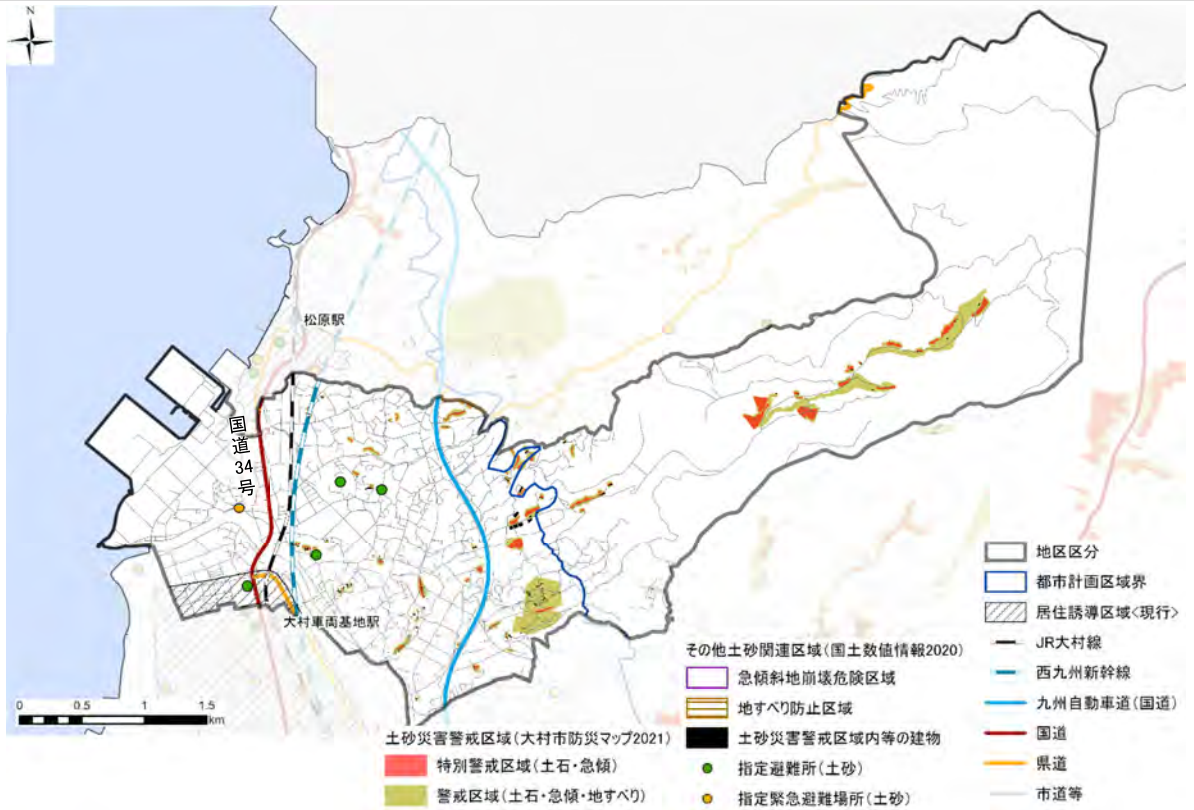 N
松原駅
国道34号
大村車両基地駅
0 0.5 1 1.5
km
地区区分
都市計画区域界
居住誘導区域<現行>
JR大村線
西九州新幹線
九州自動車道(国道)
国道
県道
市道等
その他土砂関連区域(国土数値情報2020)
急傾斜地崩壊危険区域
地すべり防止区域
土砂災害警戒区域内等の建物
指定避難所(土砂)
指定緊急避難場所(土砂)
土砂災害警戒区域(大村市防災マップ2021)
特別警戒区域(土石・急傾)
警戒区域(土石・急傾・地すべり)